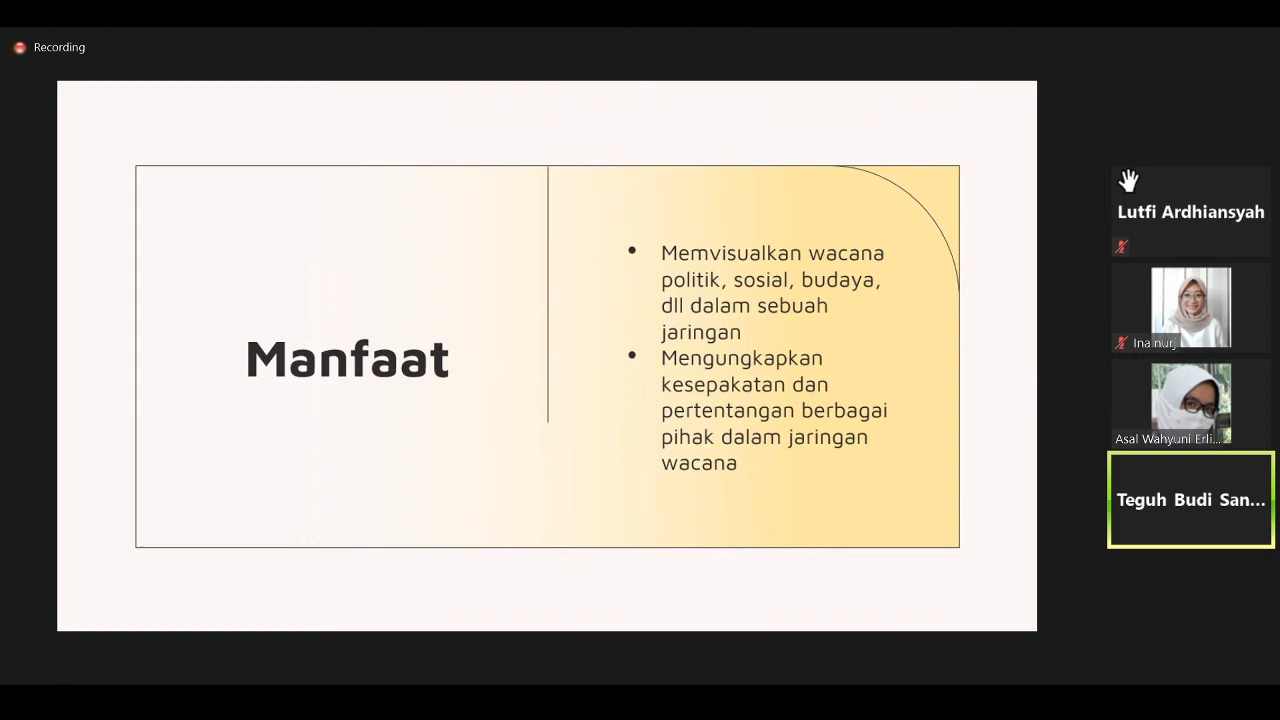 Recording
Manfaat
Memvisualkan wacana
politik, sosial, budaya,
dll dalam sebuah
jaringan
Mengungkapkan
kesepakatan dan
pertentangan berbagai
pihak dalam jaringan
wacana
Lutfi Ardhiansyah
Ina nurj
Asal Wahyuni Erli...
Teguh Budi San...